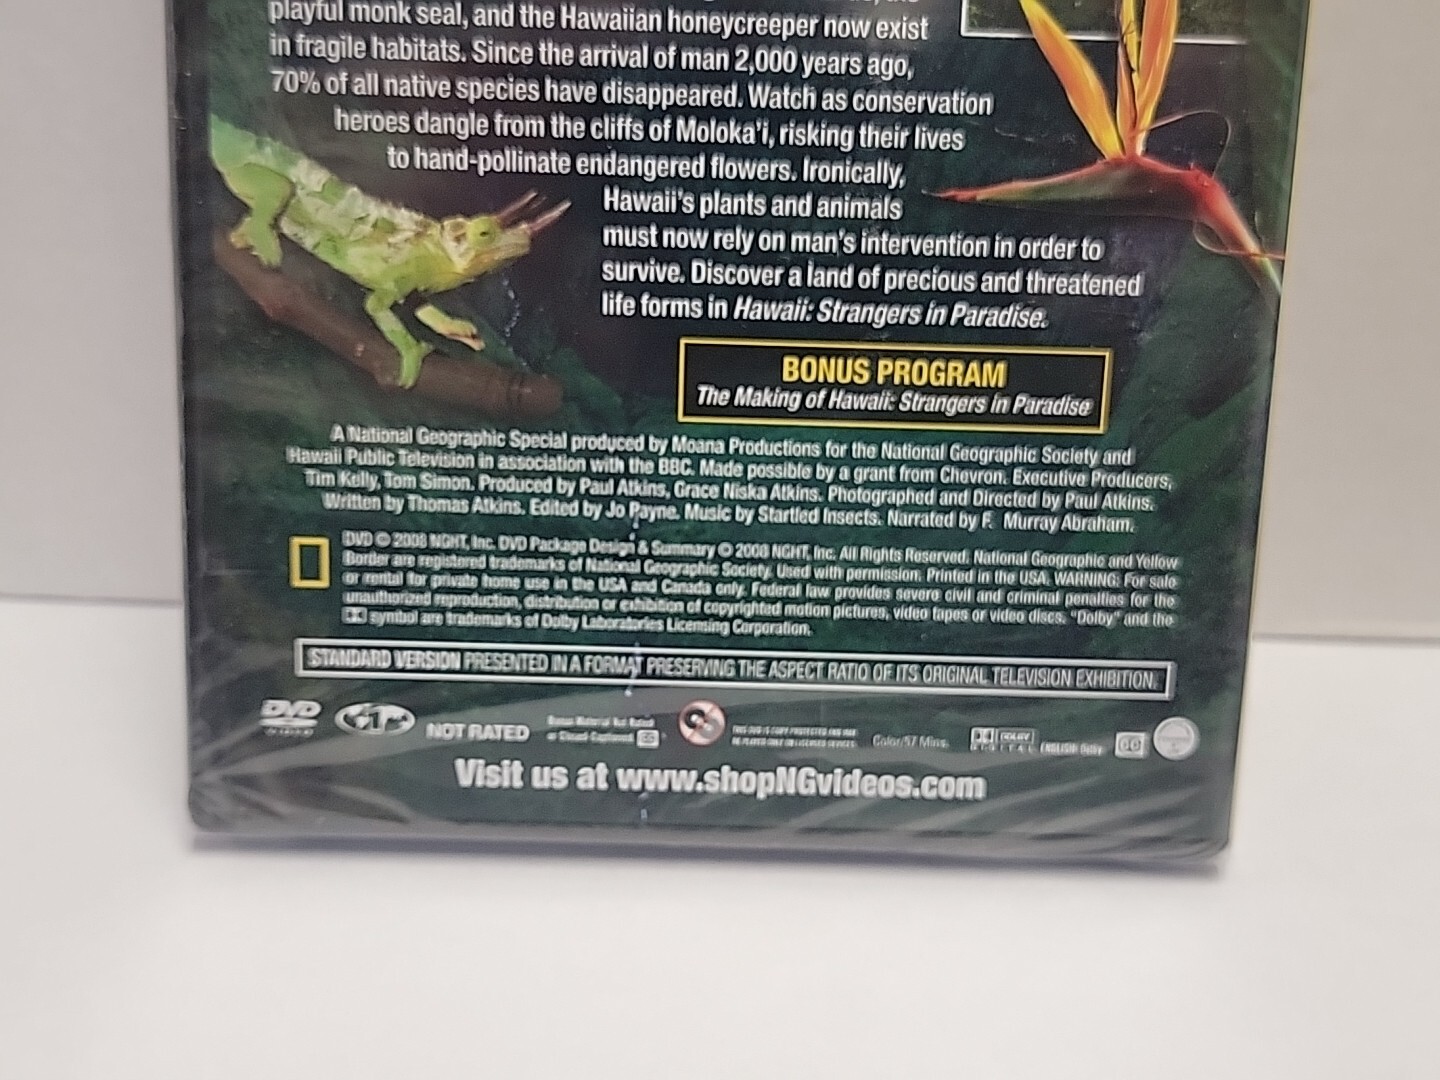 playful monk seal, and the Hawaiian honeycreeper now exist
in fragile habitats. Since the arrival of man 2,000 years ago,
70% of all native species have disappeared. Watch as conservation
heroes dangle from the cliffs of Moloka'i, risking their lives
to hand-pollinate endangered flowers. Ironically,
Hawaii's plants and animals
must now rely on man's intervention in order to
survive. Discover a land of precious and threatened
life forms in Hawaii: Strangers in Paradise.
BONUS PROGRAM
The Making of Hawaii: Strangers in Paradise
A National Geographic Special produced by Moana Productions for the National Geographic Society and
Hawaii Public Television in association with the BBC. Made possible by a grant from Chevron. Executive Producers,
Tim Kelly, Tom Simon. Produced by Paul Atkins, Grace Niska Atkins. Photographed and Directed by Paul Atkins.
Written by Thomas Atkins. Edited by Jo Payne. Music by Startled Insects. Narrated by F. Murray Abraham.
DVD © 2008 NGHT, Inc. DVD Package Design & Summary © 2008 NGHT, Inc. All Rights Reserved. National Geographic and Yellow
Border are registered trademarks of National Geographic Society. Used with permission. Printed in the USA. WARNING: For sale
or rental for private home use in the USA and Canada only. Federal law provides severe civil and criminal penalties for the
unauthorized reproduction, distribution or exhibition of copyrighted motion pictures, video tapes or video discs. "Dolby" and the
symbol are trademarks of Dolby Laboratories Licensing Corporation.
STANDARD VERSION PRESENTED IN A FORMAT PRESERVING THE ASPECT RATIO OF ITS ORIGINAL TELEVISION EXHIBITION.
DVD 1 NOT RATED Bonus Material Not Rated
or Closed Captioned Color/57 Mins. DOLBY DIGITAL ENGLISH Only
Visit us at www.shopNGvideos.com